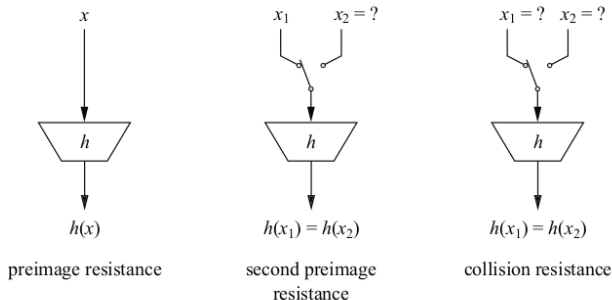 x
x₁ x₂ = ?
x₁ = ? x₂ = ?
h
h
h
h(x)
h(x₁) = h(x₂)
h(x₁) = h(x₂)
preimage resistance
second preimage
resistance
collision resistance